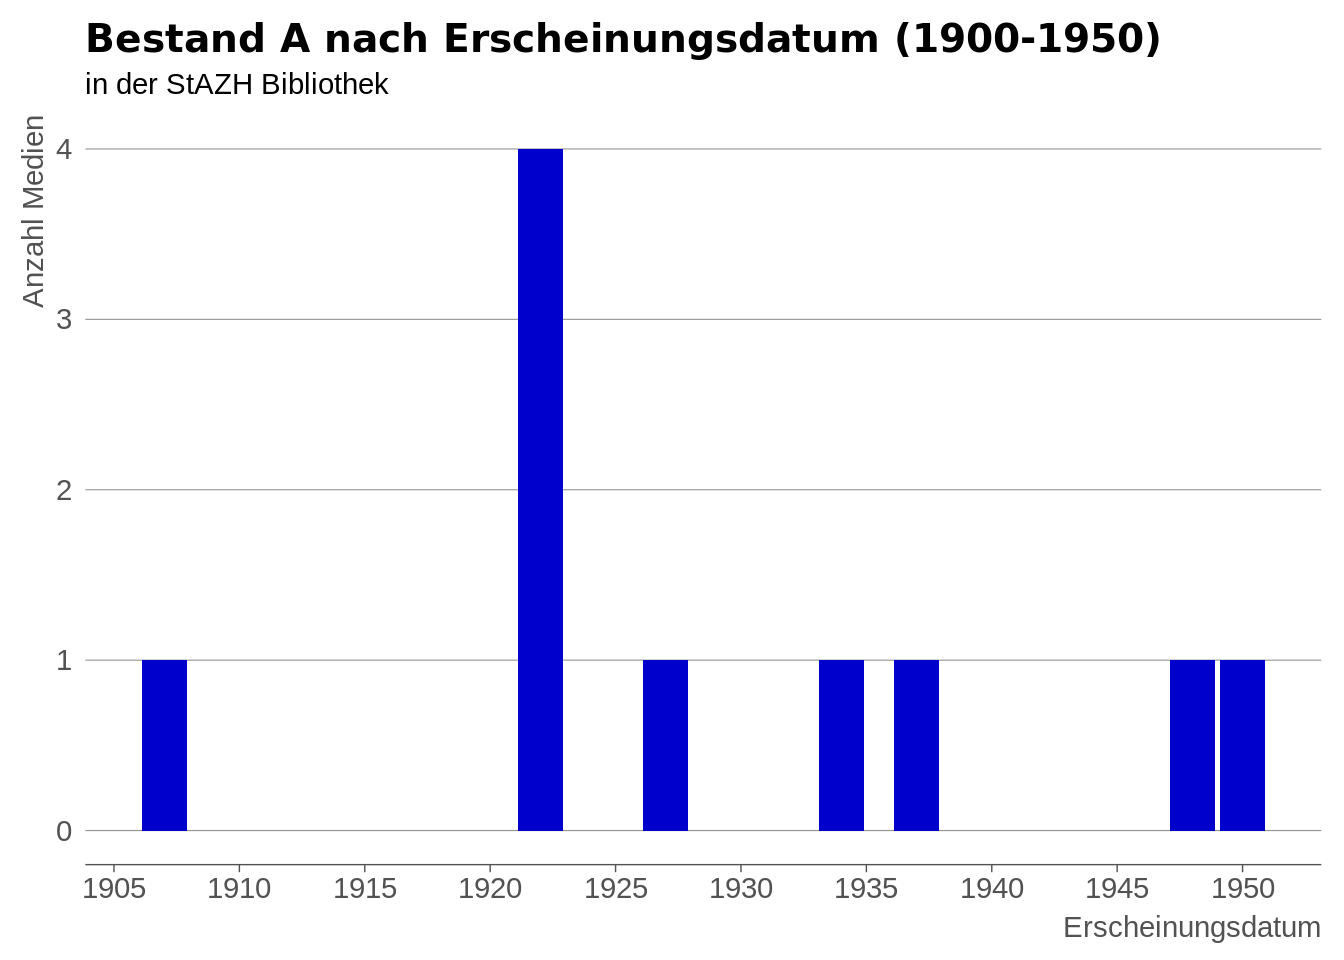 Bestand A nach Erscheinungsdatum (1900-1950)
in der StAZH Bibliothek
Anzahl Medien
4
3
2
1
0
1905 1910 1915 1920 1925 1930 1935 1940 1945 1950
Erscheinungsdatum